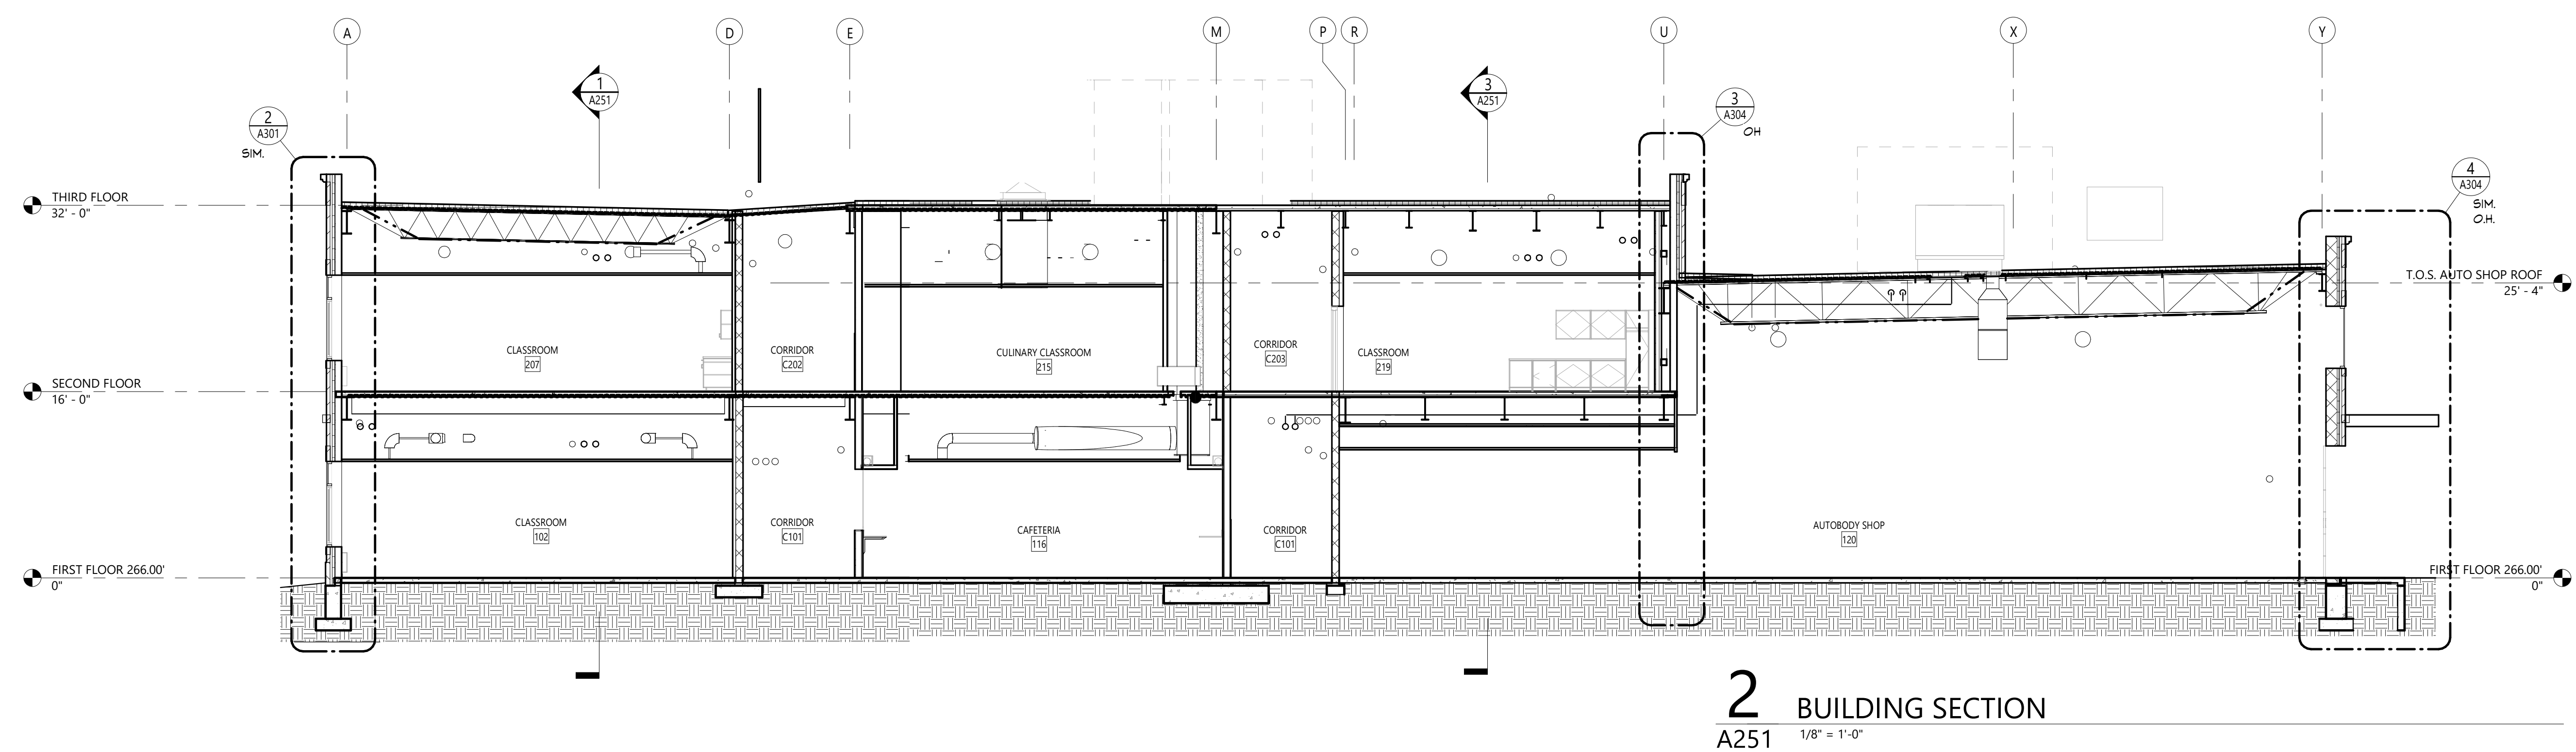 A
D
E
M
P
R
U
X
Y
1
A251
3
A251
2
A301
SIM.
3
A304
OH
4
A304
SIM.
O.H.
THIRD FLOOR
32' - 0"
T.O.S. AUTO SHOP ROOF
25' - 4"
CLASSROOM
207
CORRIDOR
C202
CULINARY CLASSROOM
215
CORRIDOR
C203
CLASSROOM
219
SECOND FLOOR
16' - 0"
CLASSROOM
102
CORRIDOR
C101
CAFETERIA
116
CORRIDOR
C101
AUTOBODY SHOP
120
FIRST FLOOR 266.00'
0"
FIRST FLOOR 266.00'
0"
2
BUILDING SECTION
A251
1/8" = 1'-0"